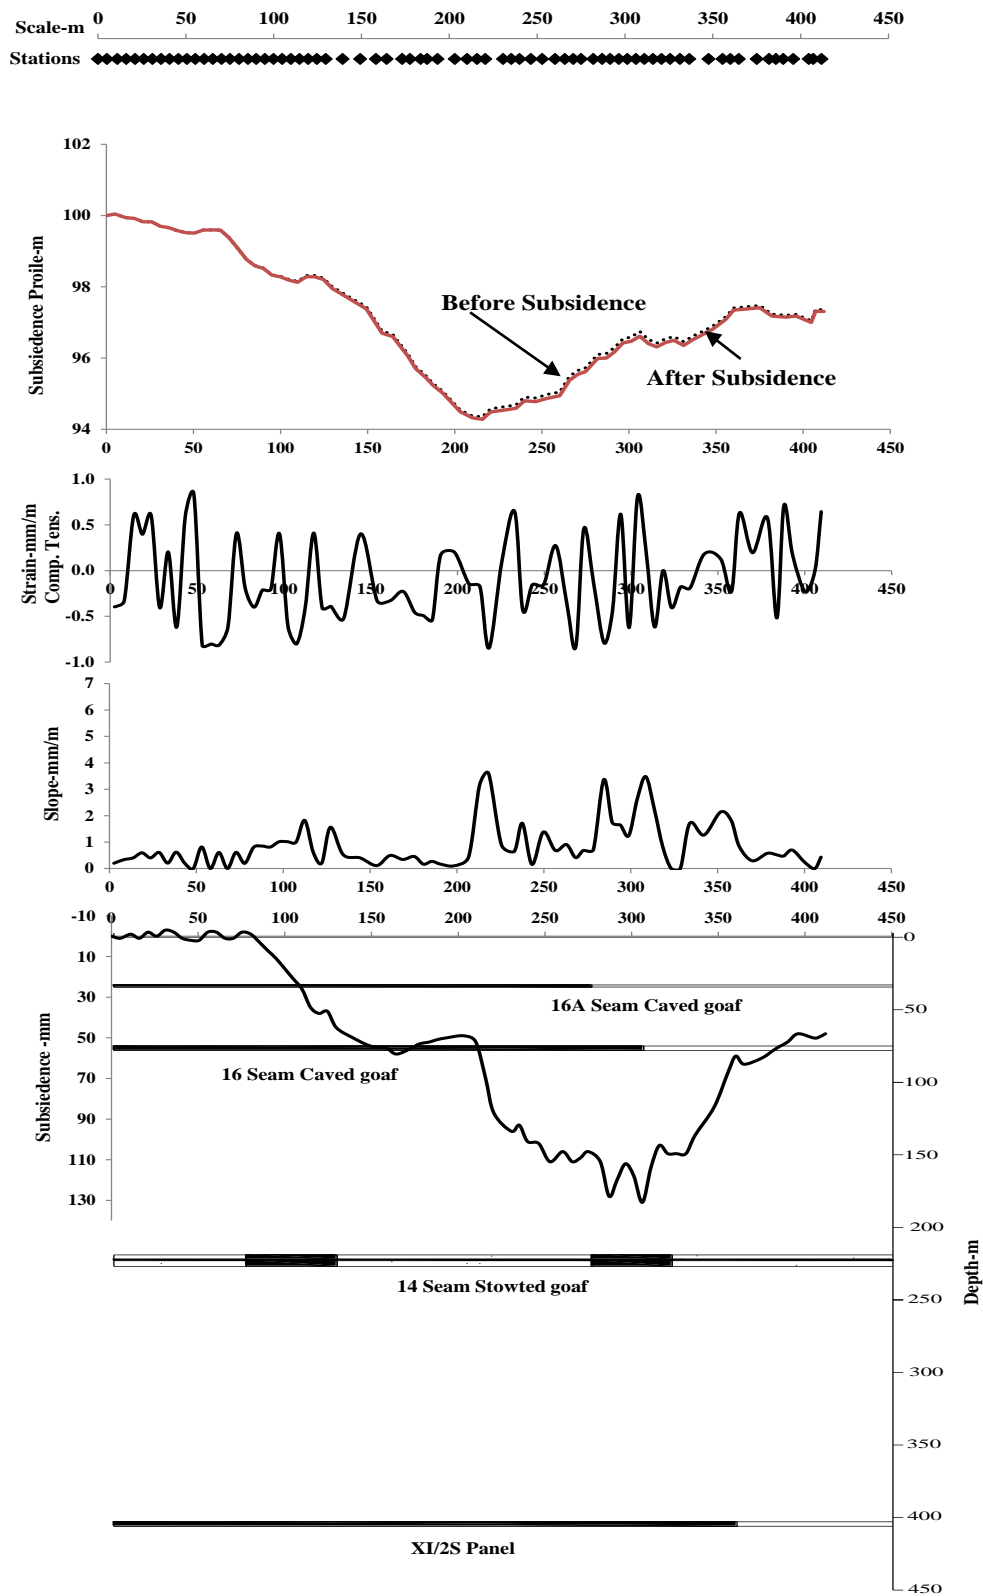 Scale-m 0 50 100 150 200 250 300 350 400 450
Stations
Subsiedence Proile-m
102
100
98
96
94
Before Subsidence
After Subsidence
0 50 100 150 200 250 300 350 400 450
Strain-mm/m
Comp. Tens.
1.0
0.5
0.0
-0.5
-1.0
0 50 100 150 200 250 300 350 400 450
Slope-mm/m
7
6
5
4
3
2
1
0
0 50 100 150 200 250 300 350 400 450
Subsiedence -mm
-10
10
30
50
70
90
110
130
0 50 100 150 200 250 300 350 400 450
16A Seam Caved goaf
16 Seam Caved goaf
14 Seam Stowted goaf
XI/2S Panel
0
50
100
150
200
250
300
350
400
450
Depth-m